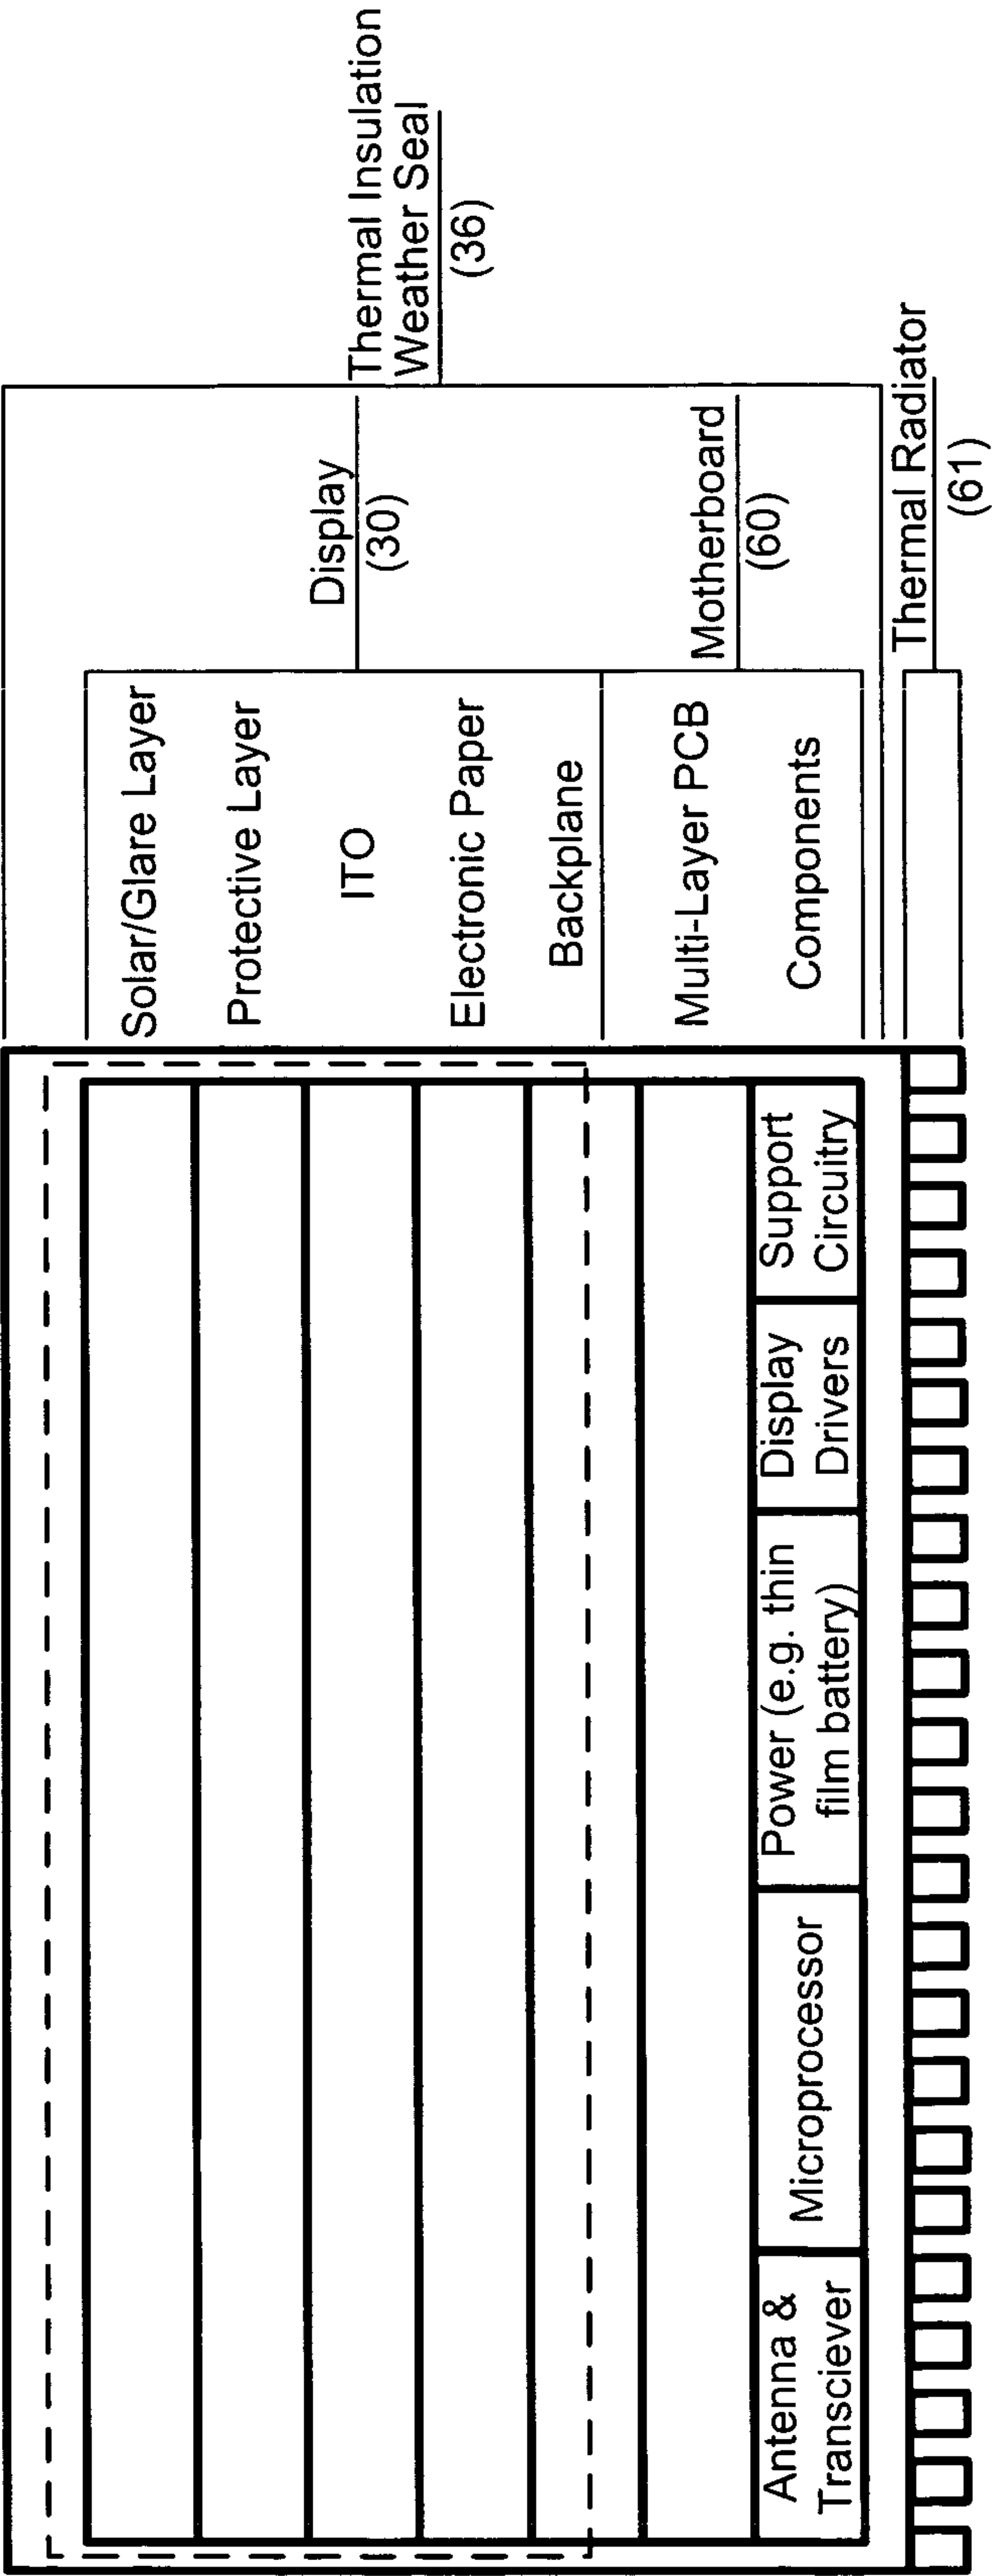 Solar/Glare Layer
Protective Layer
ITO
Electronic Paper
Backplane
Multi-Layer PCB
Components
Display
(30)
Motherboard
(60)
Thermal Insulation
Weather Seal
(36)
Thermal Radiator
(61)
Antenna &
Transciever
Microprocessor
Power (e.g. thin
film battery)
Display
Drivers
Support
Circuitry